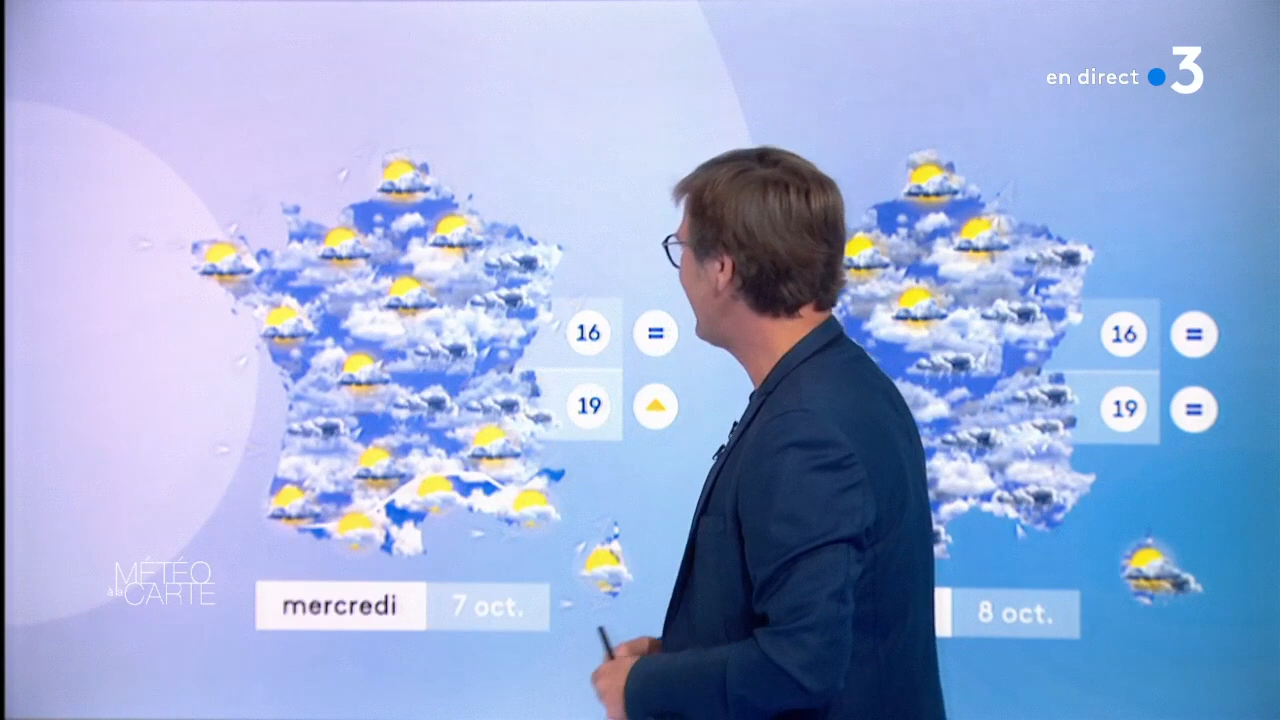 en direct 3
16 =
19
16 =
19 =
MÉTÉO
à la CARTE
mercredi 7 oct.
8 oct.